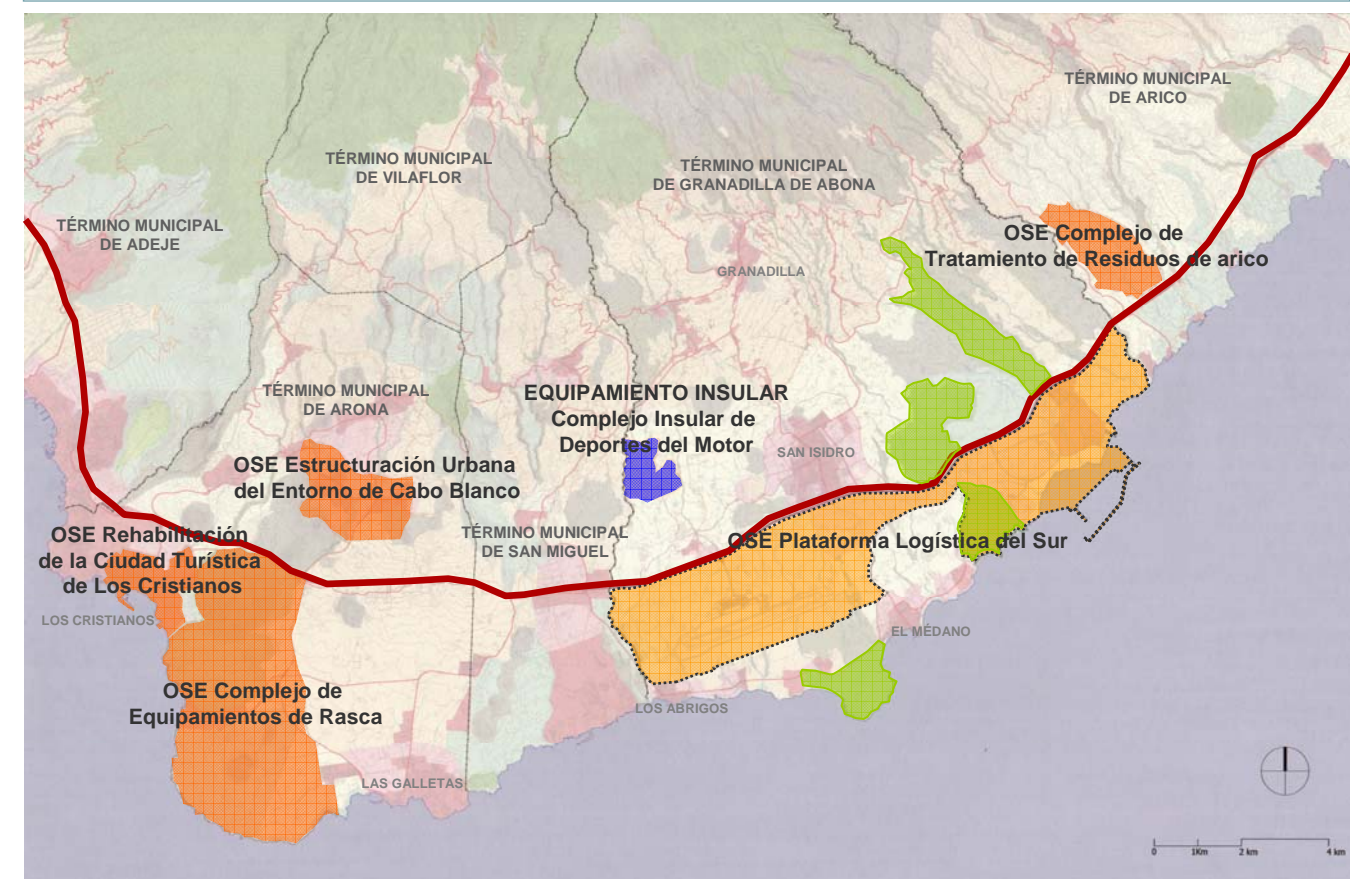 TÉRMINO MUNICIPAL
DE ARICO
TÉRMINO MUNICIPAL
DE VILAFLOR
TÉRMINO MUNICIPAL
DE GRANADILLA DE ABONA
TÉRMINO MUNICIPAL
DE ADEJE
OSE Complejo de
Tratamiento de Residuos de arico
GRANADILLA
TÉRMINO MUNICIPAL
DE ARONA
EQUIPAMIENTO INSULAR
Complejo Insular de
Deportes del Motor
SAN ISIDRO
OSE Estructuración Urbana
del Entorno de Cabo Blanco
OSE Rehabilitación
de la Ciudad Turística
de Los Cristianos
TÉRMINO MUNICIPAL
DE SAN MIGUEL
OSE Plataforma Logística del Sur
LOS CRISTIANOS
EL MÉDANO
OSE Complejo de
Equipamientos de Rasca
LOS ABRIGOS
LAS GALLETAS
0 1Km 2 km 4 km